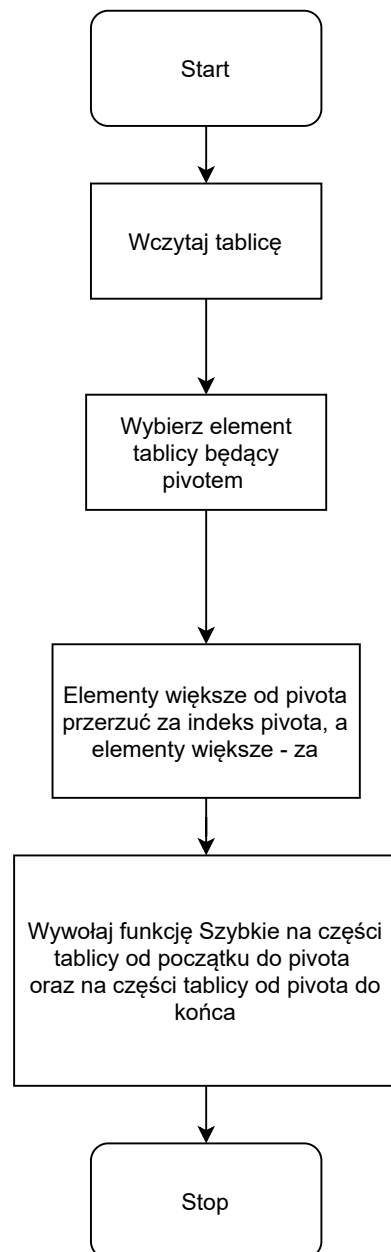 Start
Wczytaj tablicę
Wybierz element
tablicy będący
pivotem
Elementy większe od pivota
przerzuć za indeks pivota, a
elementy większe - za
Wywołaj funkcję Szybkie na części
tablicy od początku do pivota
oraz na części tablicy od pivota do
końca
Stop